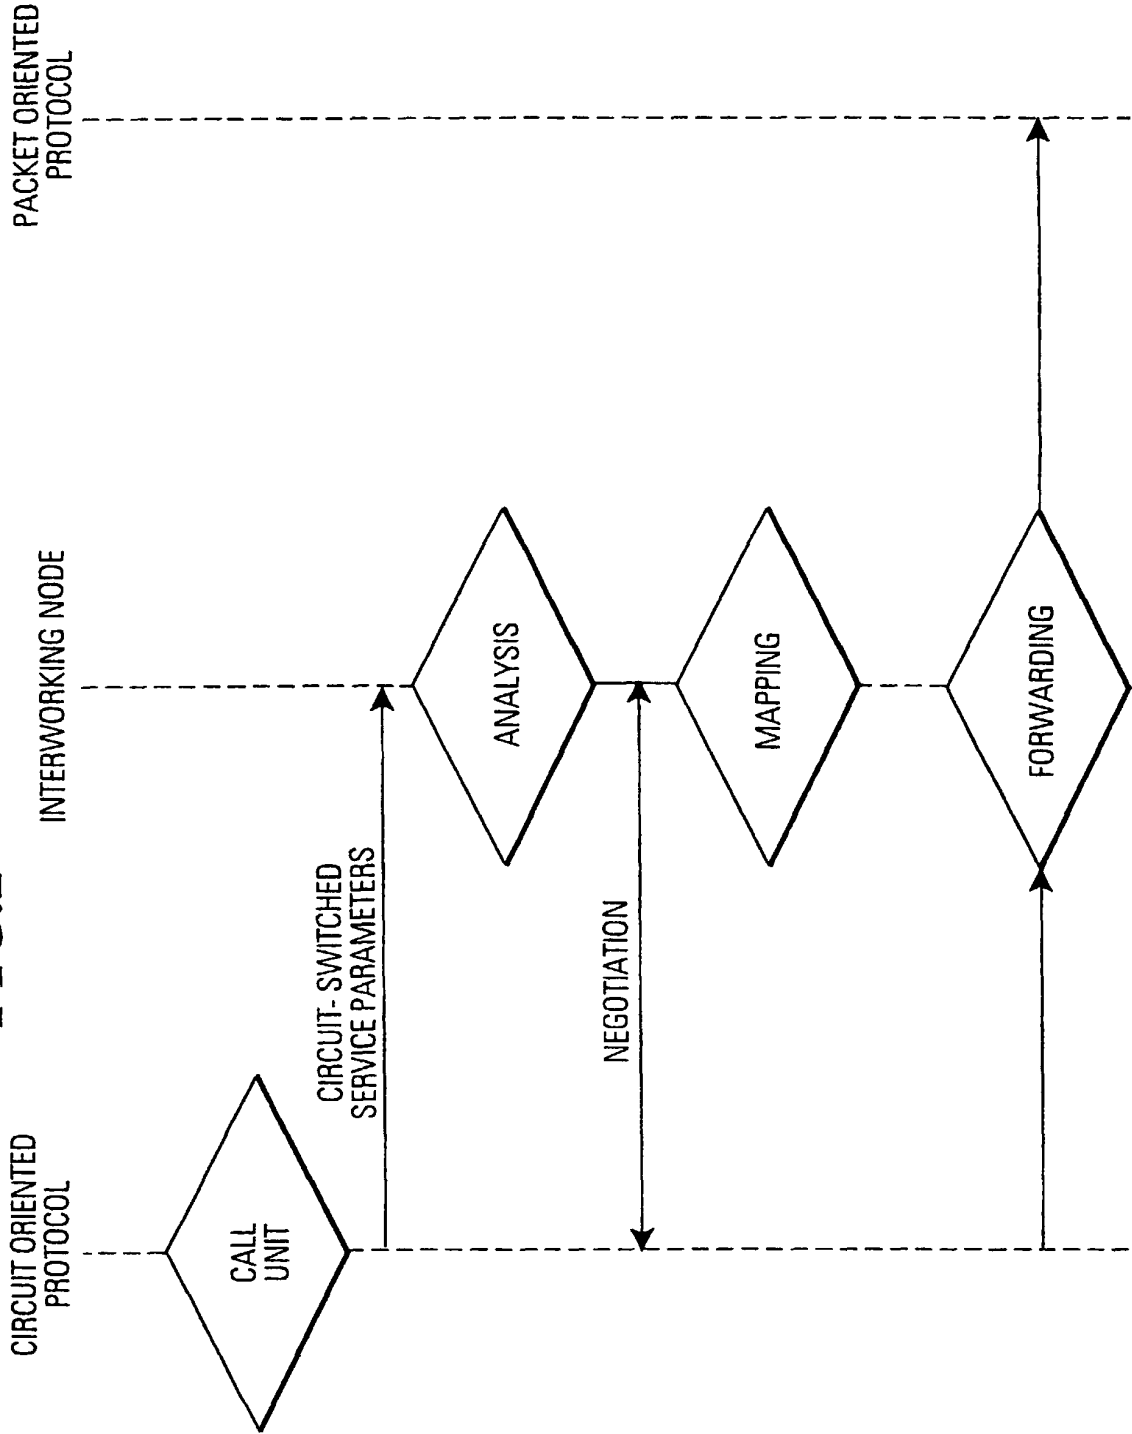 CIRCUIT ORIENTED
PROTOCOL
INTERWORKING NODE
PACKET ORIENTED
PROTOCOL
CALL
UNIT
CIRCUIT- SWITCHED
SERVICE PARAMETERS
ANALYSIS
NEGOTIATION
MAPPING
FORWARDING